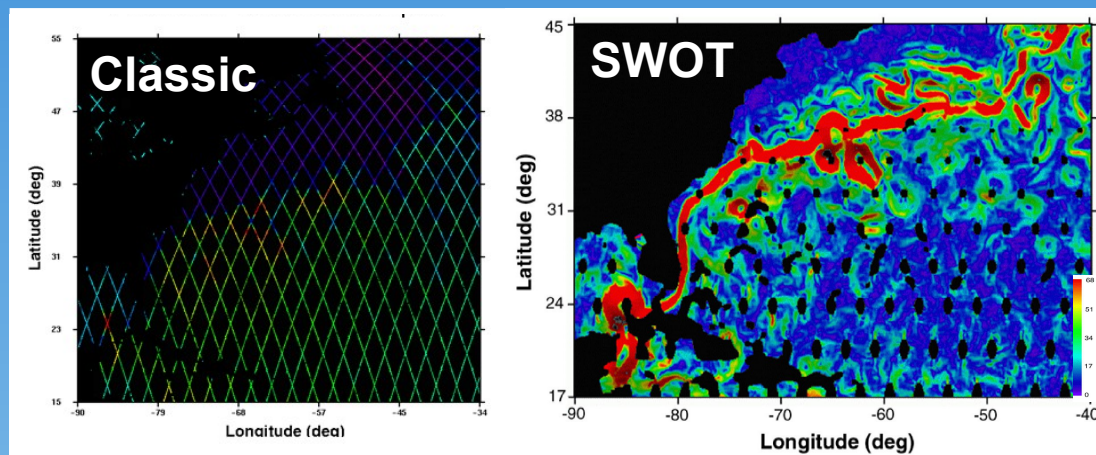 Classic
55
47
39
31
23
15
Latitude (deg)
-90 -79 -68 -57 -45 -34
Longitude (deg)
SWOT
45
38
31
24
17
Latitude (deg)
-90 -80 -70 -60 -50 -40
Longitude (deg)
68
51
34
17
0